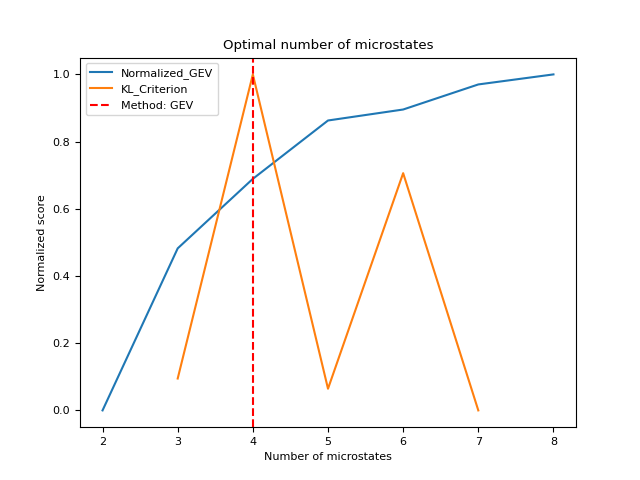 Optimal number of microstates
Normalized_GEV
KL_Criterion
Method: GEV
Normalized score
1.0
0.8
0.6
0.4
0.2
0.0
2 3 4 5 6 7 8
Number of microstates